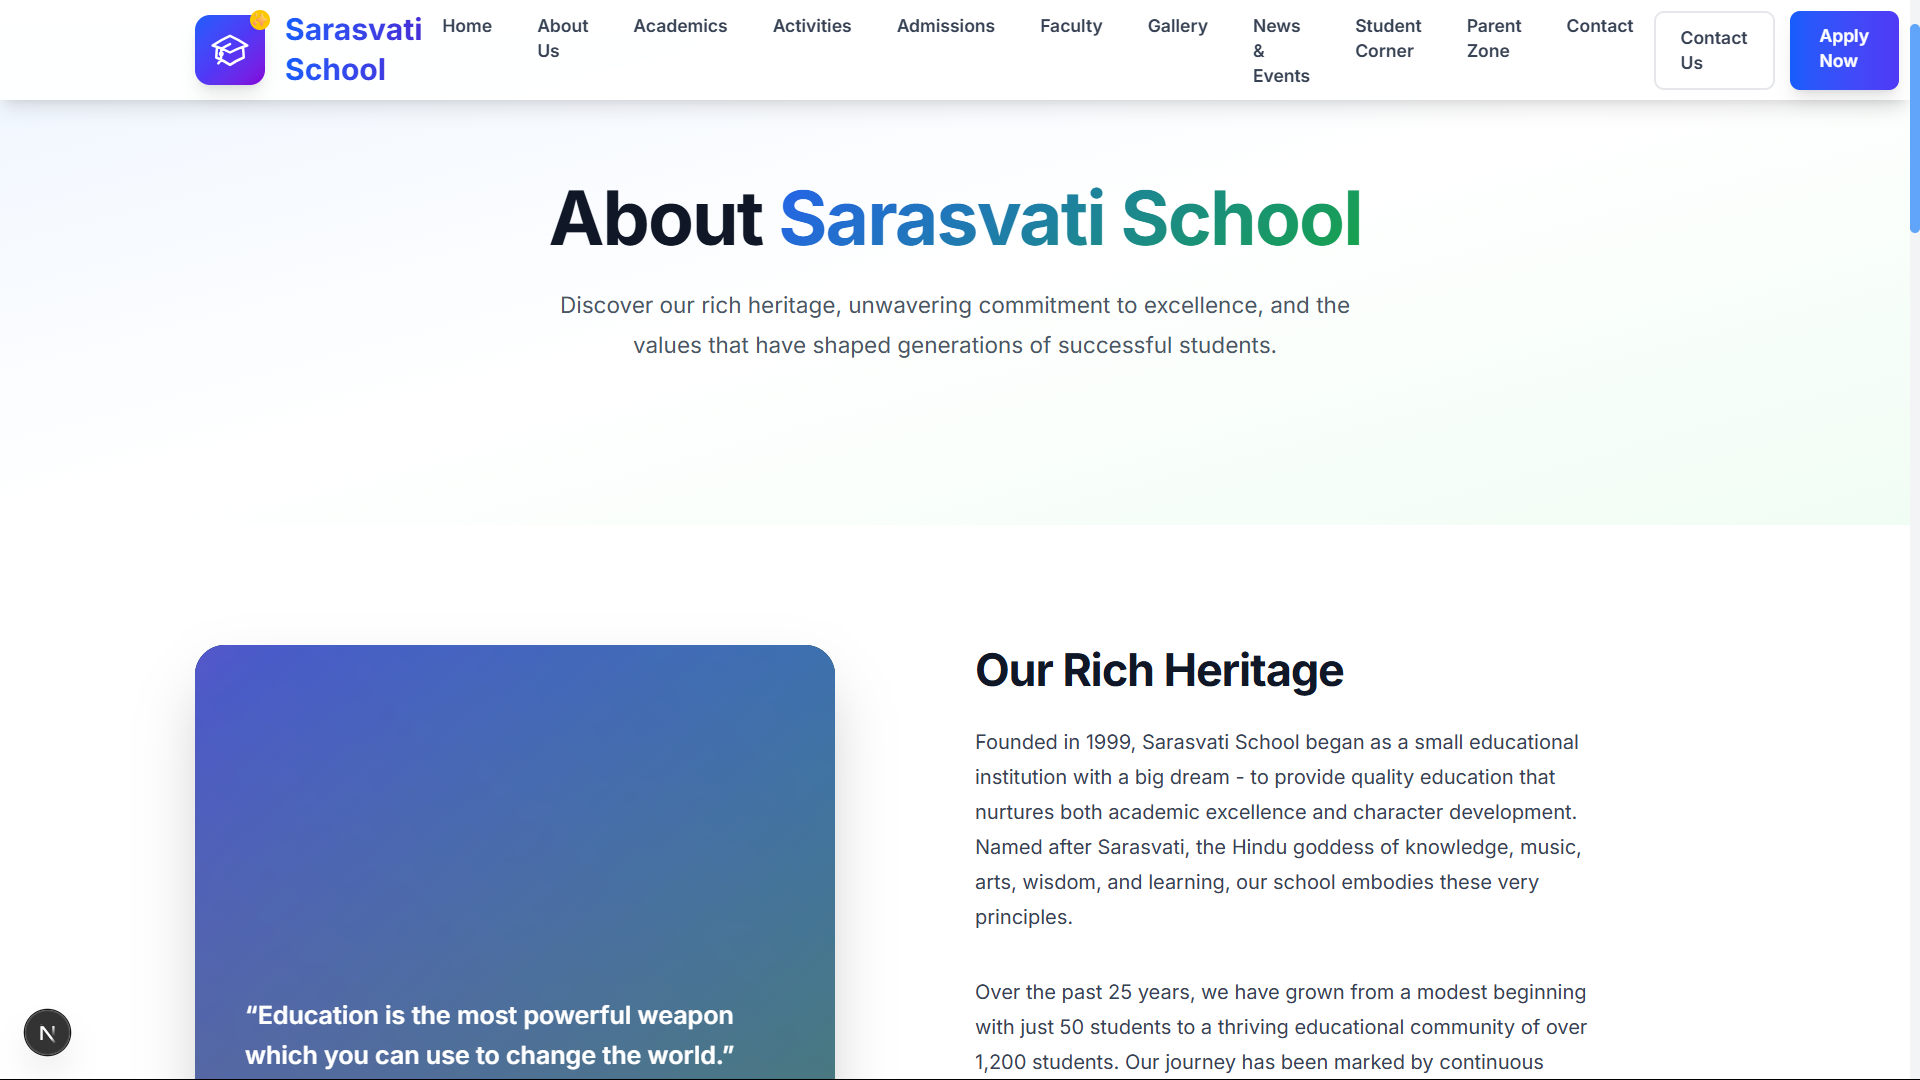 Sarasvati
School
Home
About
Us
Academics
Activities
Admissions
Faculty
Gallery
News
&
Events
Student
Corner
Parent
Zone
Contact
Contact
Us
Apply
Now
About Sarasvati School
Discover our rich heritage, unwavering commitment to excellence, and the
values that have shaped generations of successful students.
“Education is the most powerful weapon
which you can use to change the world.”
Our Rich Heritage
Founded in 1999, Sarasvati School began as a small educational
institution with a big dream - to provide quality education that
nurtures both academic excellence and character development.
Named after Sarasvati, the Hindu goddess of knowledge, music,
arts, wisdom, and learning, our school embodies these very
principles.
Over the past 25 years, we have grown from a modest beginning
with just 50 students to a thriving educational community of over
1,200 students. Our journey has been marked by continuous
N